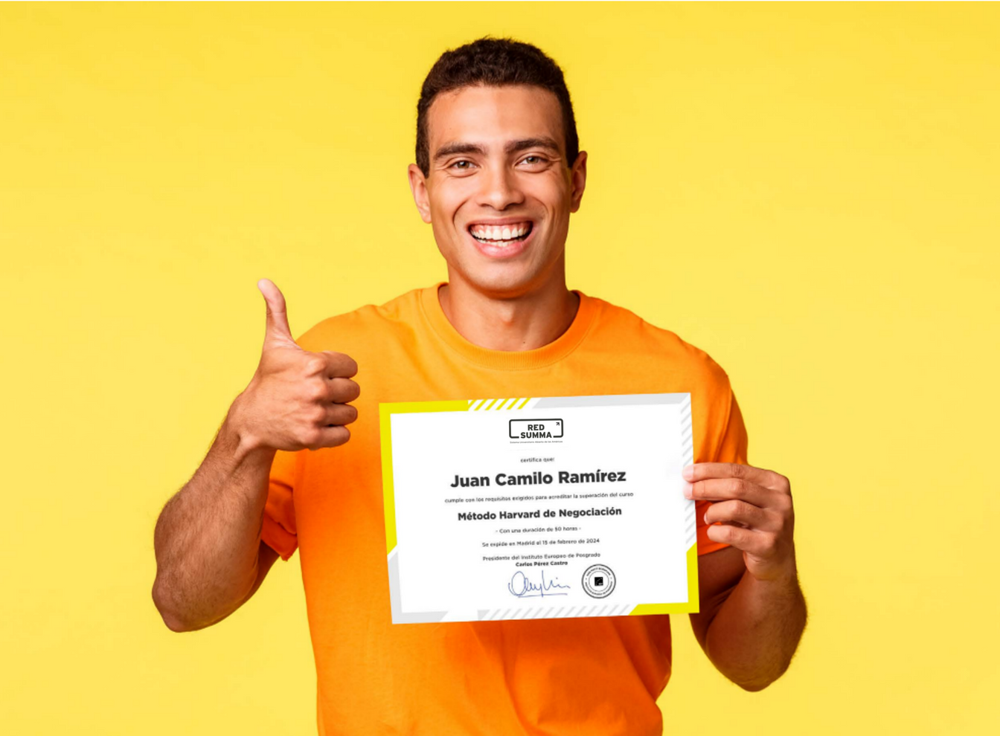 RED
SUMMA
certifica que:
Juan Camilo Ramírez
cumple con los requisitos exigidos para acreditar la superación del curso
Método Harvard de Negociación
- Con una duración de 50 horas -
Se expide en Madrid el 15 de febrero de 2024
Presidente del Instituto Europeo de Posgrado
Carlos Pérez Castro